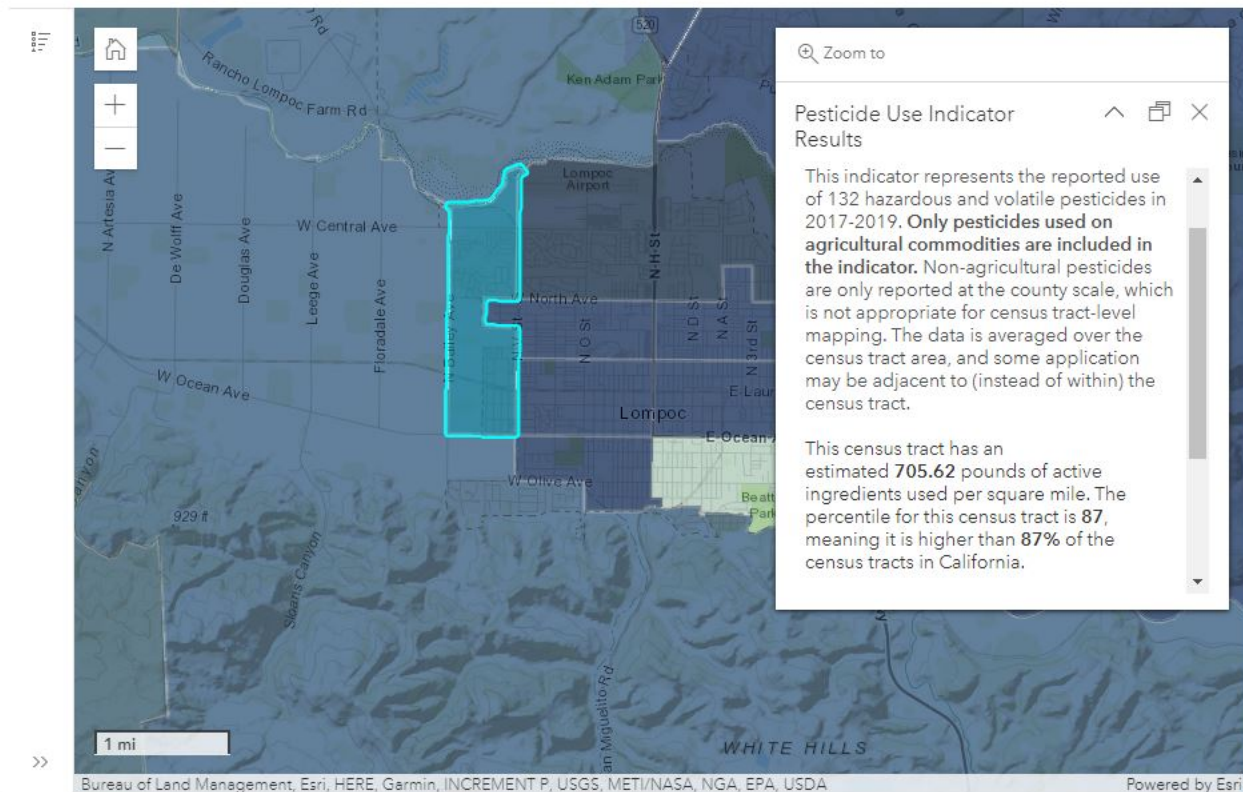 520
Zoom to
Rancho Lompoc
Farm Rd
Ken Adam Park
Pesticide Use Indicator
Results
This indicator represents the reported use
of 132 hazardous and volatile pesticides in
2017-2019. Only pesticides used on
agricultural commodities are included in
the indicator. Non-agricultural pesticides
are only reported at the county scale, which
is not appropriate for census tract-level
mapping. The data is averaged over the
census tract area, and some application
may be adjacent to (instead of within) the
census tract.
This census tract has an
estimated 705.62 pounds of active
ingredients used per square mile. The
percentile for this census tract is 87,
meaning it is higher than 87% of the
census tracts in California.
Lompoc
Airport
N Artesia Ave
De Wolff Ave
Douglas Ave
Leege Ave
Floradale Ave
N Bailey Ave
W Central Ave
N H St
W North Ave
N O St
N D St
N A St
N 3rd St
W Ocean Ave
Lompoc
W Olive Ave
929 ft
Sloans Canyon
WHITE HILLS
1 mi
Bureau of Land Management, Esri, HERE, Garmin, INCREMENT P, USGS, METI/NASA, NGA, EPA, USDA
Powered by Esri